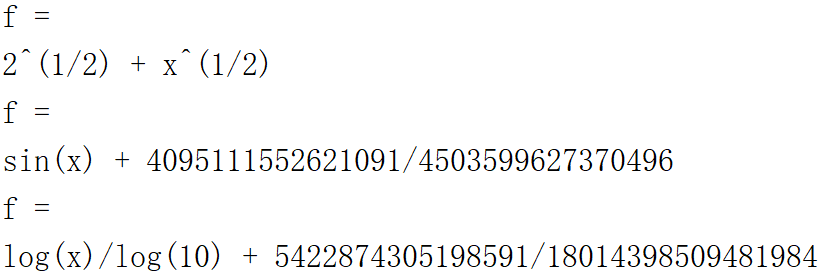 f =
2^(1/2) + x^(1/2)
f =
sin(x) + 4095111552621091/4503599627370496
f =
log(x)/log(10) + 5422874305198591/18014398509481984